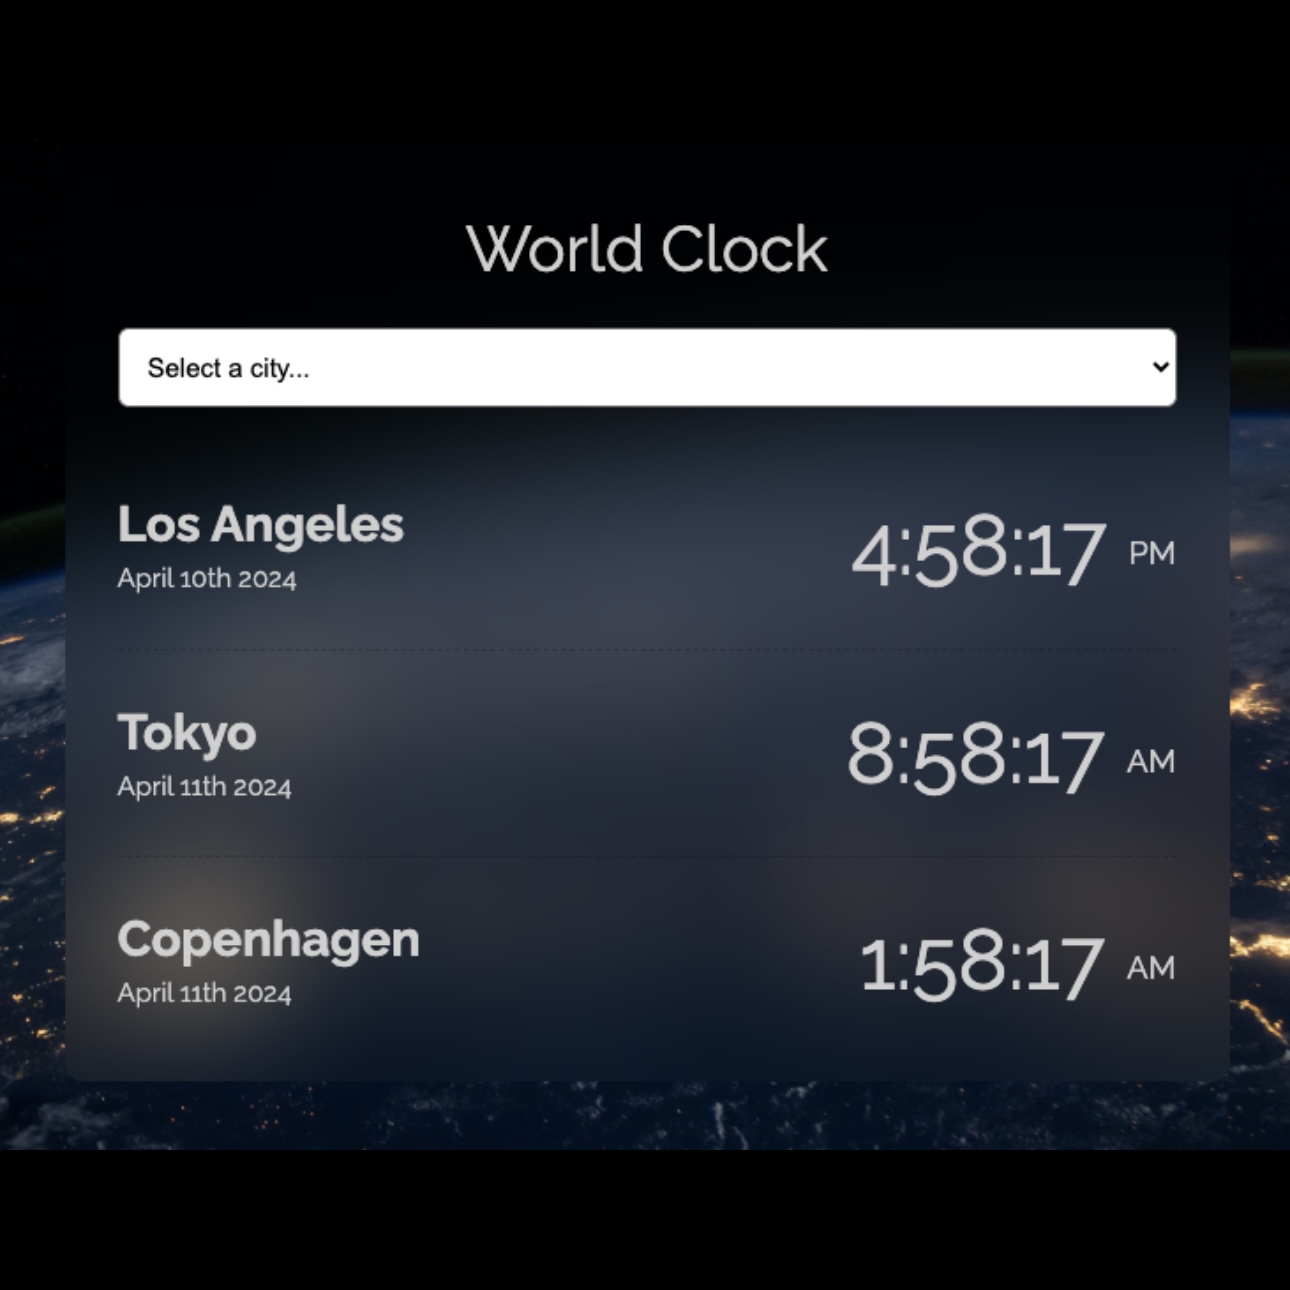 World Clock
Select a city...
Los Angeles
4:58:17 PM
April 10th 2024
Tokyo
8:58:17 AM
April 11th 2024
Copenhagen
1:58:17 AM
April 11th 2024